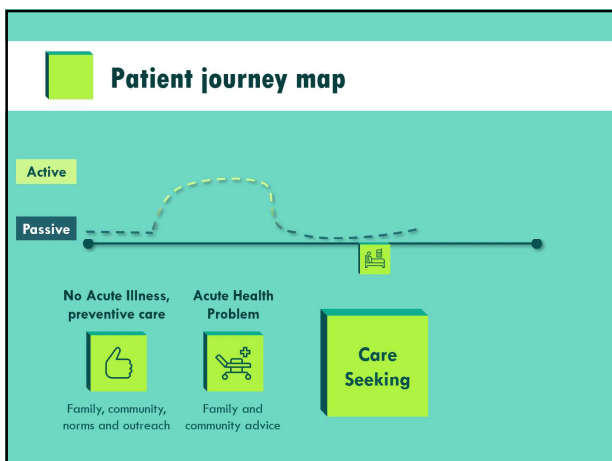 Patient journey map
Active
Passive
No Acute Illness,
preventive care
Acute Health
Problem
Care
Seeking
Family, community,
norms and outreach
Family and
community advice